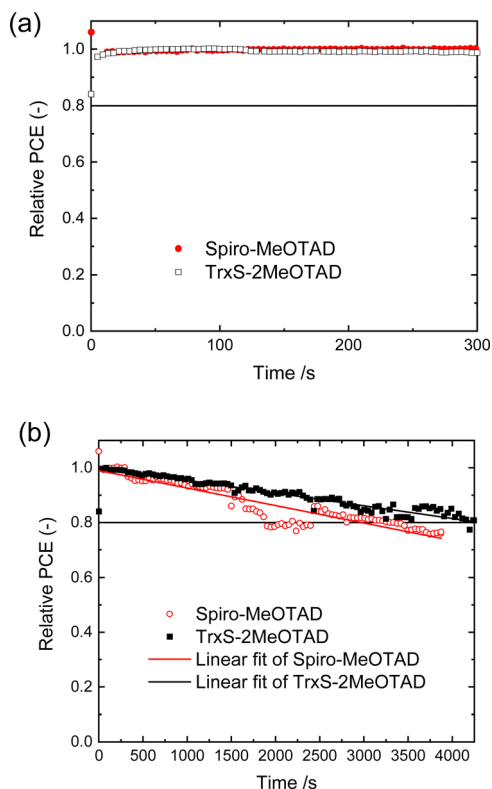 (a)
Relative PCE (-)
1.0
0.8
0.6
0.4
0.2
0.0
Spiro-MeOTAD
TrxS-2MeOTAD
0 100 200 300
Time /s
(b)
Relative PCE (-)
1.0
0.8
0.6
0.4
0.2
0.0
Spiro-MeOTAD
TrxS-2MeOTAD
Linear fit of Spiro-MeOTAD
Linear fit of TrxS-2MeOTAD
0 500 1000 1500 2000 2500 3000 3500 4000
Time /s